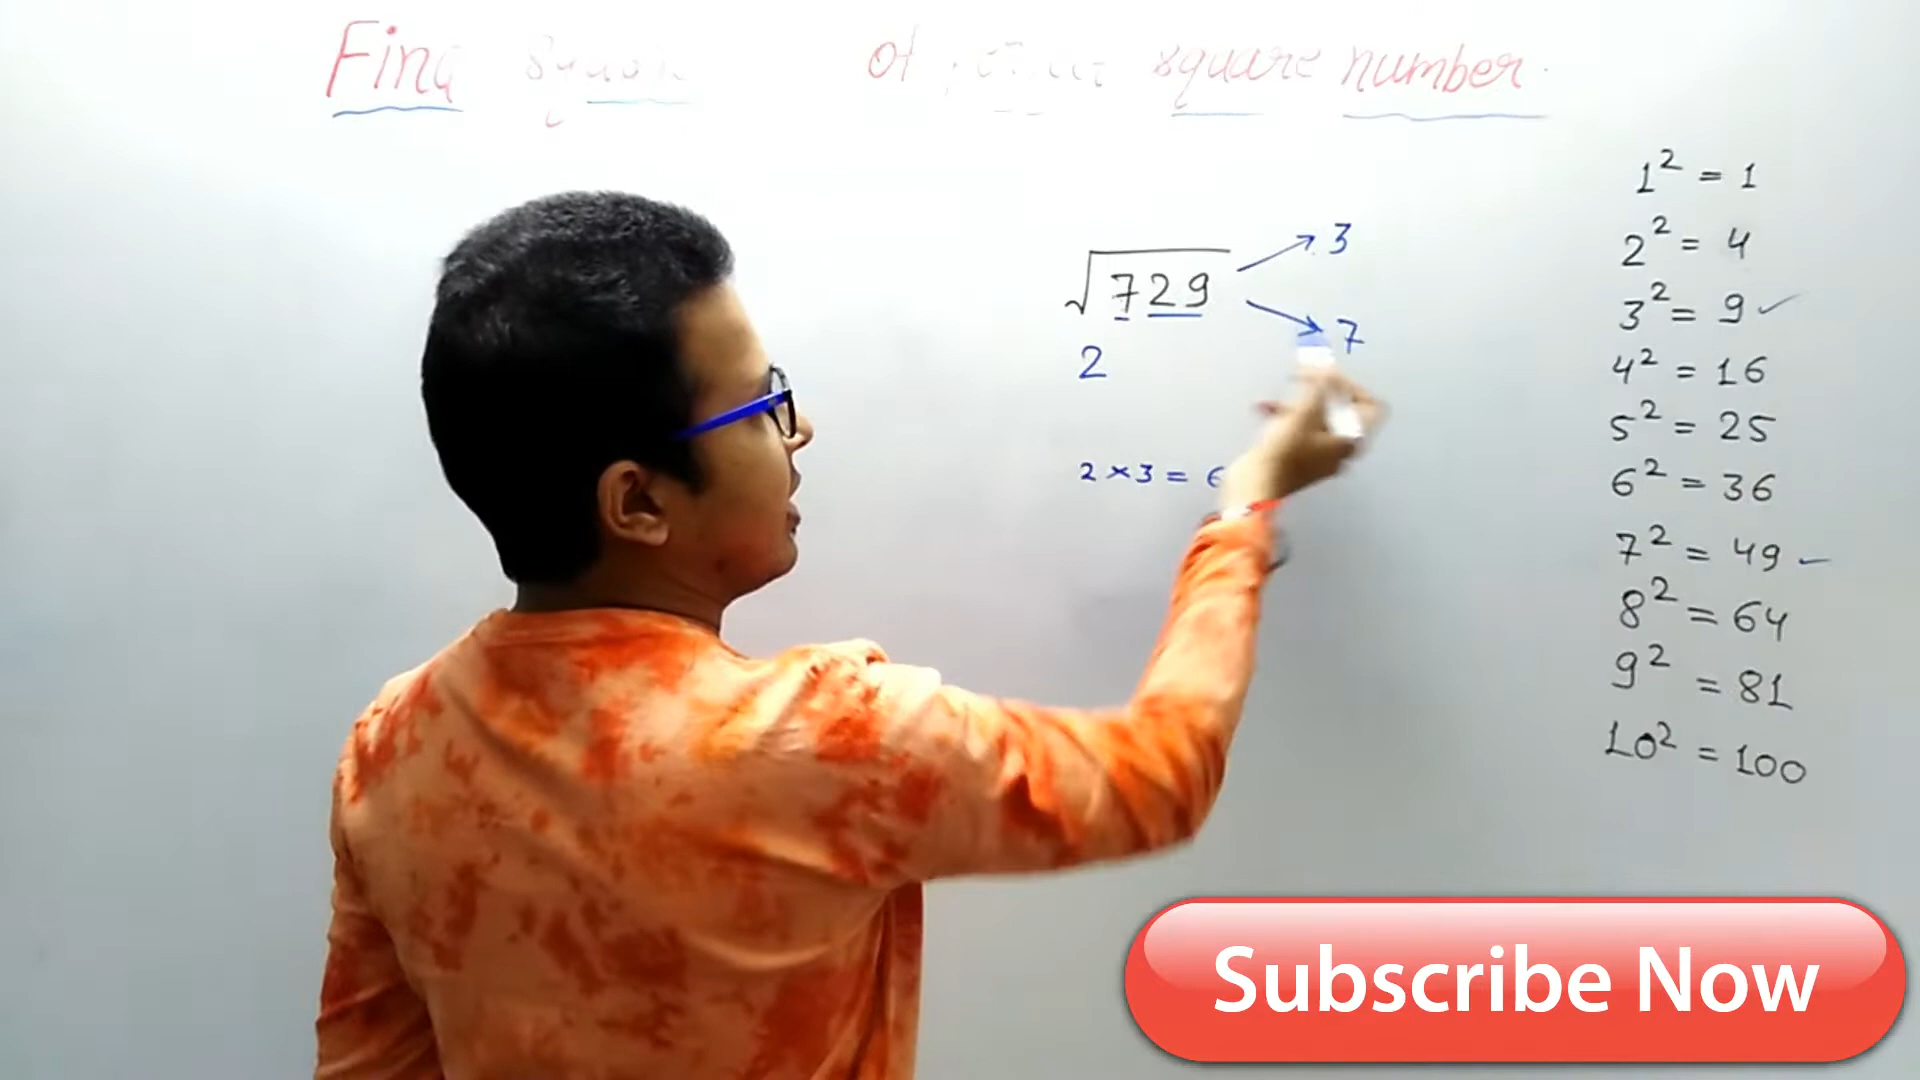 Find of square number.
√729
3
7
2
2 × 3 = 6
1² = 1
2² = 4
3² = 9 ✓
4² = 16
5² = 25
6² = 36
7² = 49
8² = 64
9² = 81
10² = 100
Subscribe Now